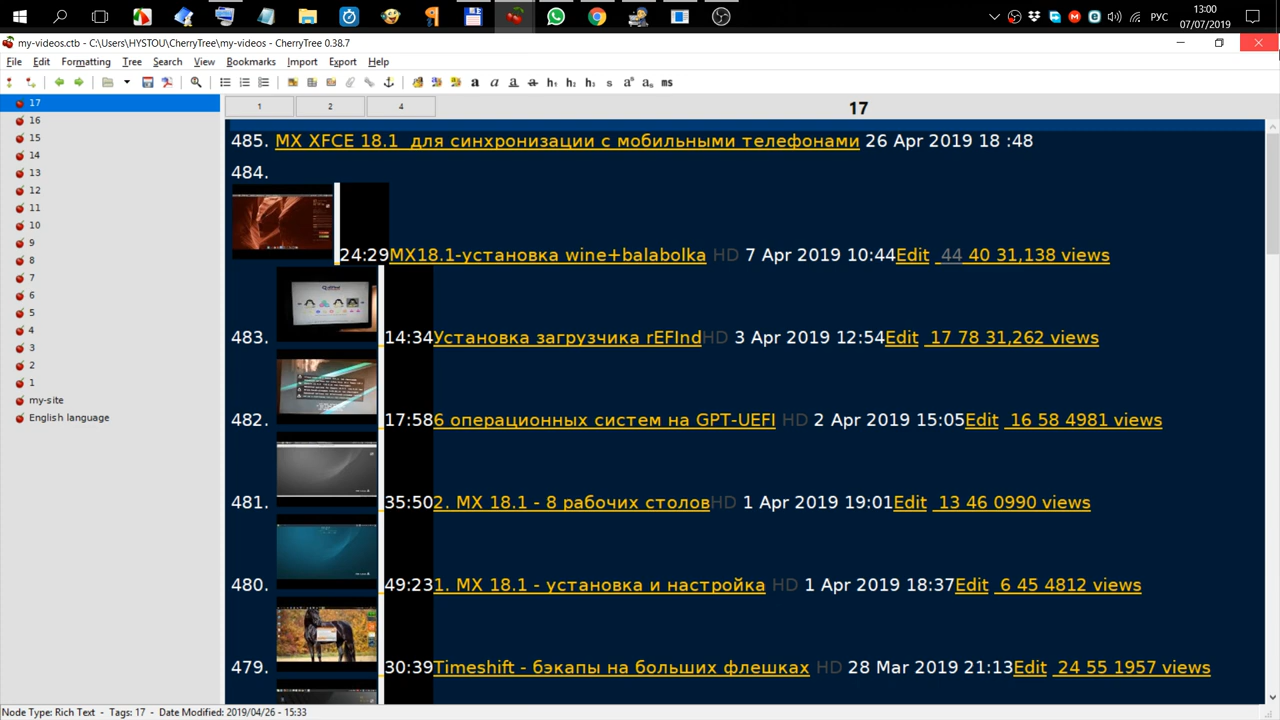 13:00
РУС
07/07/2019
my-videos.ctb - C:\Users\HYSTOU\CherryTree\my-videos - CherryTree 0.38.7
File Edit Formatting Tree Search View Bookmarks Import Export Help
a a a a h1 h2 h3 s aˢ aₛ ms
17
16
15
14
13
12
11
10
9
8
7
6
5
4
3
2
1
my-site
English language
1 2 4
17
485. MX XFCE 18.1 для синхронизации с мобильными телефонами 26 Apr 2019 18 :48
484.
24:29MX18.1-установка wine+balabolka HD 7 Apr 2019 10:44Edit 44 40 31,138 views
483. 14:34Установка загрузчика rEFIndHD 3 Apr 2019 12:54Edit 17 78 31,262 views
482. 17:586 операционных систем на GPT-UEFI HD 2 Apr 2019 15:05Edit 16 58 4981 views
481. 35:502. MX 18.1 - 8 рабочих столовHD 1 Apr 2019 19:01Edit 13 46 0990 views
480. 49:231. MX 18.1 - установка и настройка HD 1 Apr 2019 18:37Edit 6 45 4812 views
479. 30:39Timeshift - бэкапы на больших флешках HD 28 Mar 2019 21:13Edit 24 55 1957 views
Node Type: Rich Text - Tags: 17 - Date Modified: 2019/04/26 - 15:33